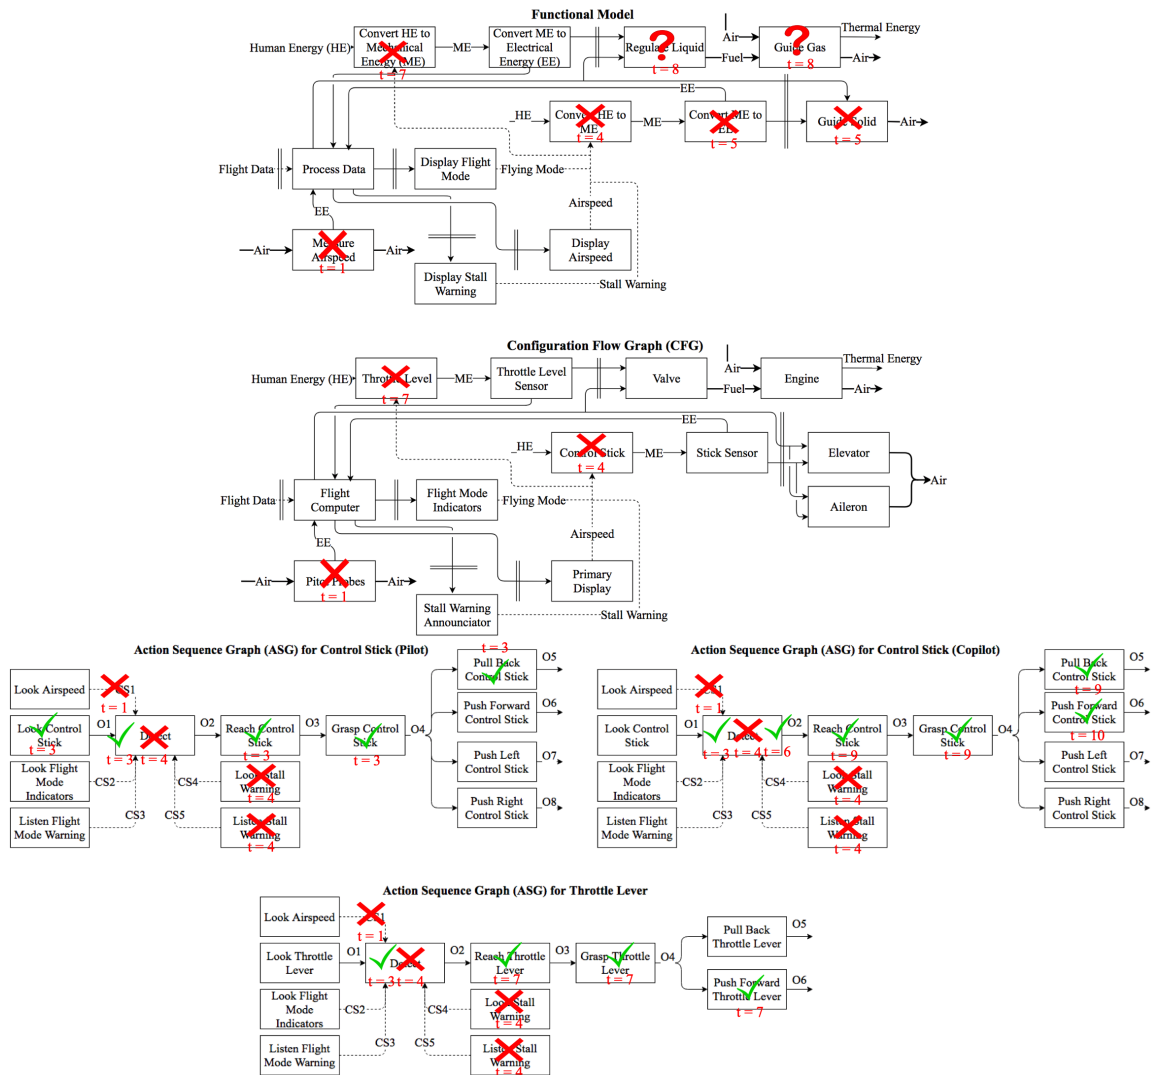 Functional Model
Human Energy (HE)
Convert HE to
Mechanical
Energy (ME)
t = 7
ME
Convert ME to
Electrical
Energy (EE)
Regulate Liquid
?
t = 8
Air
Fuel
Guide Gas
?
t = 8
Thermal Energy
Air
EE
HE
Convert HE to
ME
t = 4
ME
Convert ME to
EE
t = 5
Guide Solid
t = 5
Air
Flight Data
Process Data
Display Flight
Mode
Flying Mode
Airspeed
EE
Air
Measure
Airspeed
t = 1
Air
Display
Airspeed
Display Stall
Warning
Stall Warning
Configuration Flow Graph (CFG)
Human Energy (HE)
Throttle Level
t = 7
ME
Throttle Level
Sensor
Valve
Air
Fuel
Engine
Thermal Energy
Air
EE
HE
Control Stick
t = 4
ME
Stick Sensor
Elevator
Aileron
Air
Flight Data
Flight
Computer
Flight Mode
Indicators
Flying Mode
Airspeed
EE
Air
Pitot Probes
t = 1
Air
Primary
Display
Stall Warning
Announciator
Stall Warning
Action Sequence Graph (ASG) for Control Stick (Pilot)
Look Airspeed
CS1
t = 1
Look Control
Stick
t = 3
O1
Detect
t = 3
t = 4
O2
Reach Control
Stick
t = 3
O3
Grasp Control
Stick
t = 3
O4
t = 3
Pull Back
Control Stick
O5
Push Forward
Control Stick
O6
Push Left
Control Stick
O7
Push Right
Control Stick
O8
Look Flight
Mode
Indicators
CS2
CS4
Look Stall
Warning
t = 4
Listen Flight
Mode Warning
CS3
CS5
Listen Stall
Warning
t = 4
Action Sequence Graph (ASG) for Control Stick (Copilot)
Look Airspeed
CS1
t = 1
Look Control
Stick
O1
Detect
t = 3
t = 4
t = 6
O2
Reach Control
Stick
t = 9
O3
Grasp Control
Stick
t = 9
O4
Pull Back
Control Stick
t = 9
O5
Push Forward
Control Stick
t = 10
O6
Push Left
Control Stick
O7
Push Right
Control Stick
O8
Look Flight
Mode
Indicators
CS2
CS4
Look Stall
Warning
t = 4
Listen Flight
Mode Warning
CS3
CS5
Listen Stall
Warning
t = 4
Action Sequence Graph (ASG) for Throttle Lever
Look Airspeed
CS1
t = 1
Look Throttle
Lever
O1
Detect
t = 3
t = 4
O2
Reach Throttle
Lever
t = 7
O3
Grasp Throttle
Lever
t = 7
O4
Pull Back
Throttle Lever
O5
Push Forward
Throttle Lever
t = 7
O6
Look Flight
Mode
Indicators
CS2
CS4
Look Stall
Warning
t = 4
Listen Flight
Mode Warning
CS3
CS5
Listen Stall
Warning
t = 4